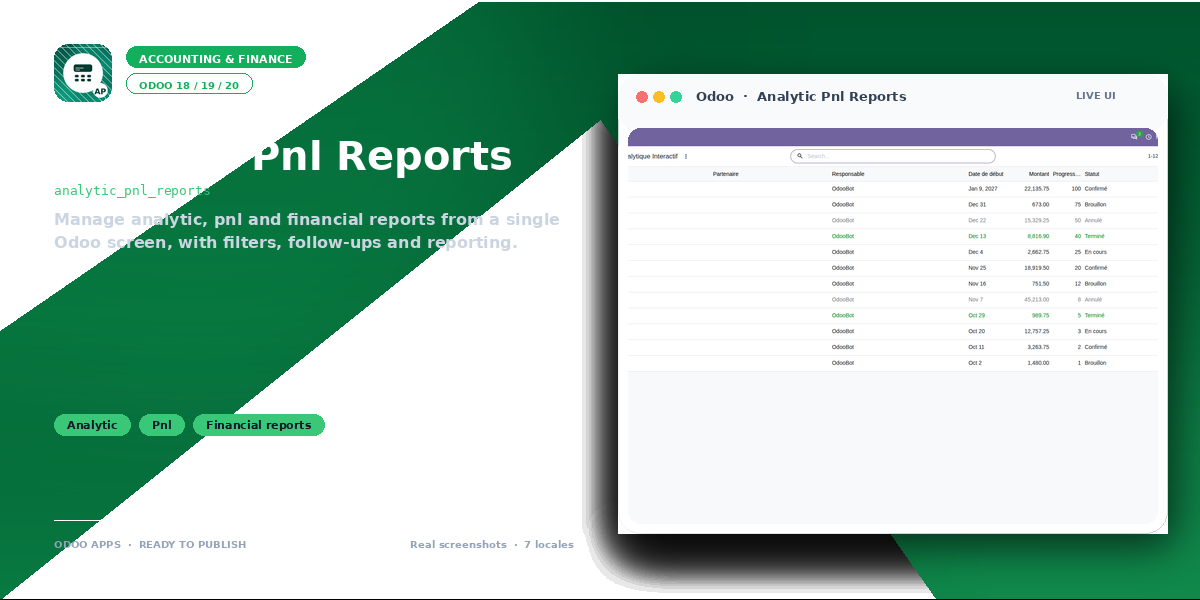 ACCOUNTING & FINANCE
AP
ODOO 18 / 19 / 20
Pnl Reports
analytic_pnl_reports
Manage analytic, pnl and financial reports from a single
Odoo screen, with filters, follow-ups and reporting.
Analytic Pnl Financial reports
ODOO APPS · READY TO PUBLISH
Real screenshots · 7 locales
Odoo · Analytic Pnl Reports
LIVE UI
alytique Interactif
Search...
1-12
Partenaire Responsable Date de début Montant Progress... Statut
OdooBot Jan 9, 2027 22,135.75 100 Confirmé
OdooBot Dec 31 673.00 75 Brouillon
OdooBot Dec 22 15,329.25 50 Annulé
OdooBot Dec 13 8,816.90 40 Terminé
OdooBot Dec 4 2,662.75 25 En cours
OdooBot Nov 25 18,919.50 20 Confirmé
OdooBot Nov 16 751.50 12 Brouillon
OdooBot Nov 7 45,213.00 8 Annulé
OdooBot Oct 29 989.75 5 Terminé
OdooBot Oct 20 12,757.25 3 En cours
OdooBot Oct 11 3,263.75 2 Confirmé
OdooBot Oct 2 1,480.00 1 Brouillon